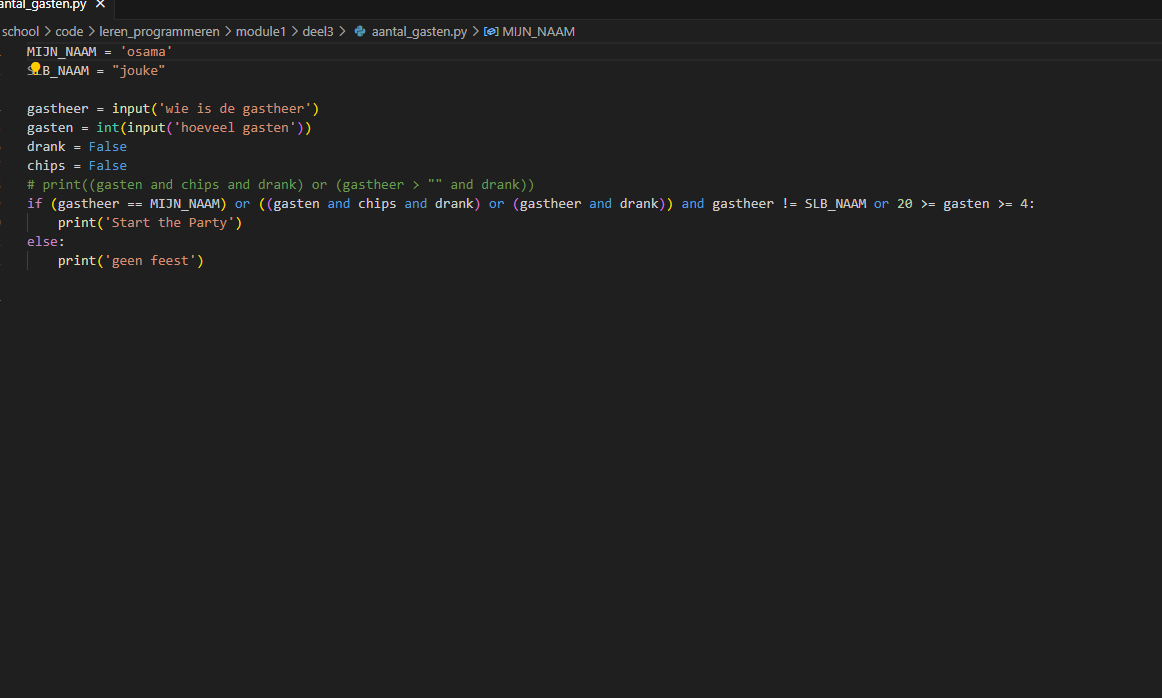 antal_gasten.py ×
school > code > leren_programmeren > module1 > deel3 > aantal_gasten.py > MIJN_NAAM
MIJN_NAAM = 'osama'
SLB_NAAM = "jouke"
gastheer = input('wie is de gastheer')
gasten = int(input('hoeveel gasten'))
drank = False
chips = False
# print((gasten and chips and drank) or (gastheer > "" and drank))
if (gastheer == MIJN_NAAM) or ((gasten and chips and drank) or (gastheer and drank)) and gastheer != SLB_NAAM or 20 >= gasten >= 4:
print('Start the Party')
else:
print('geen feest')